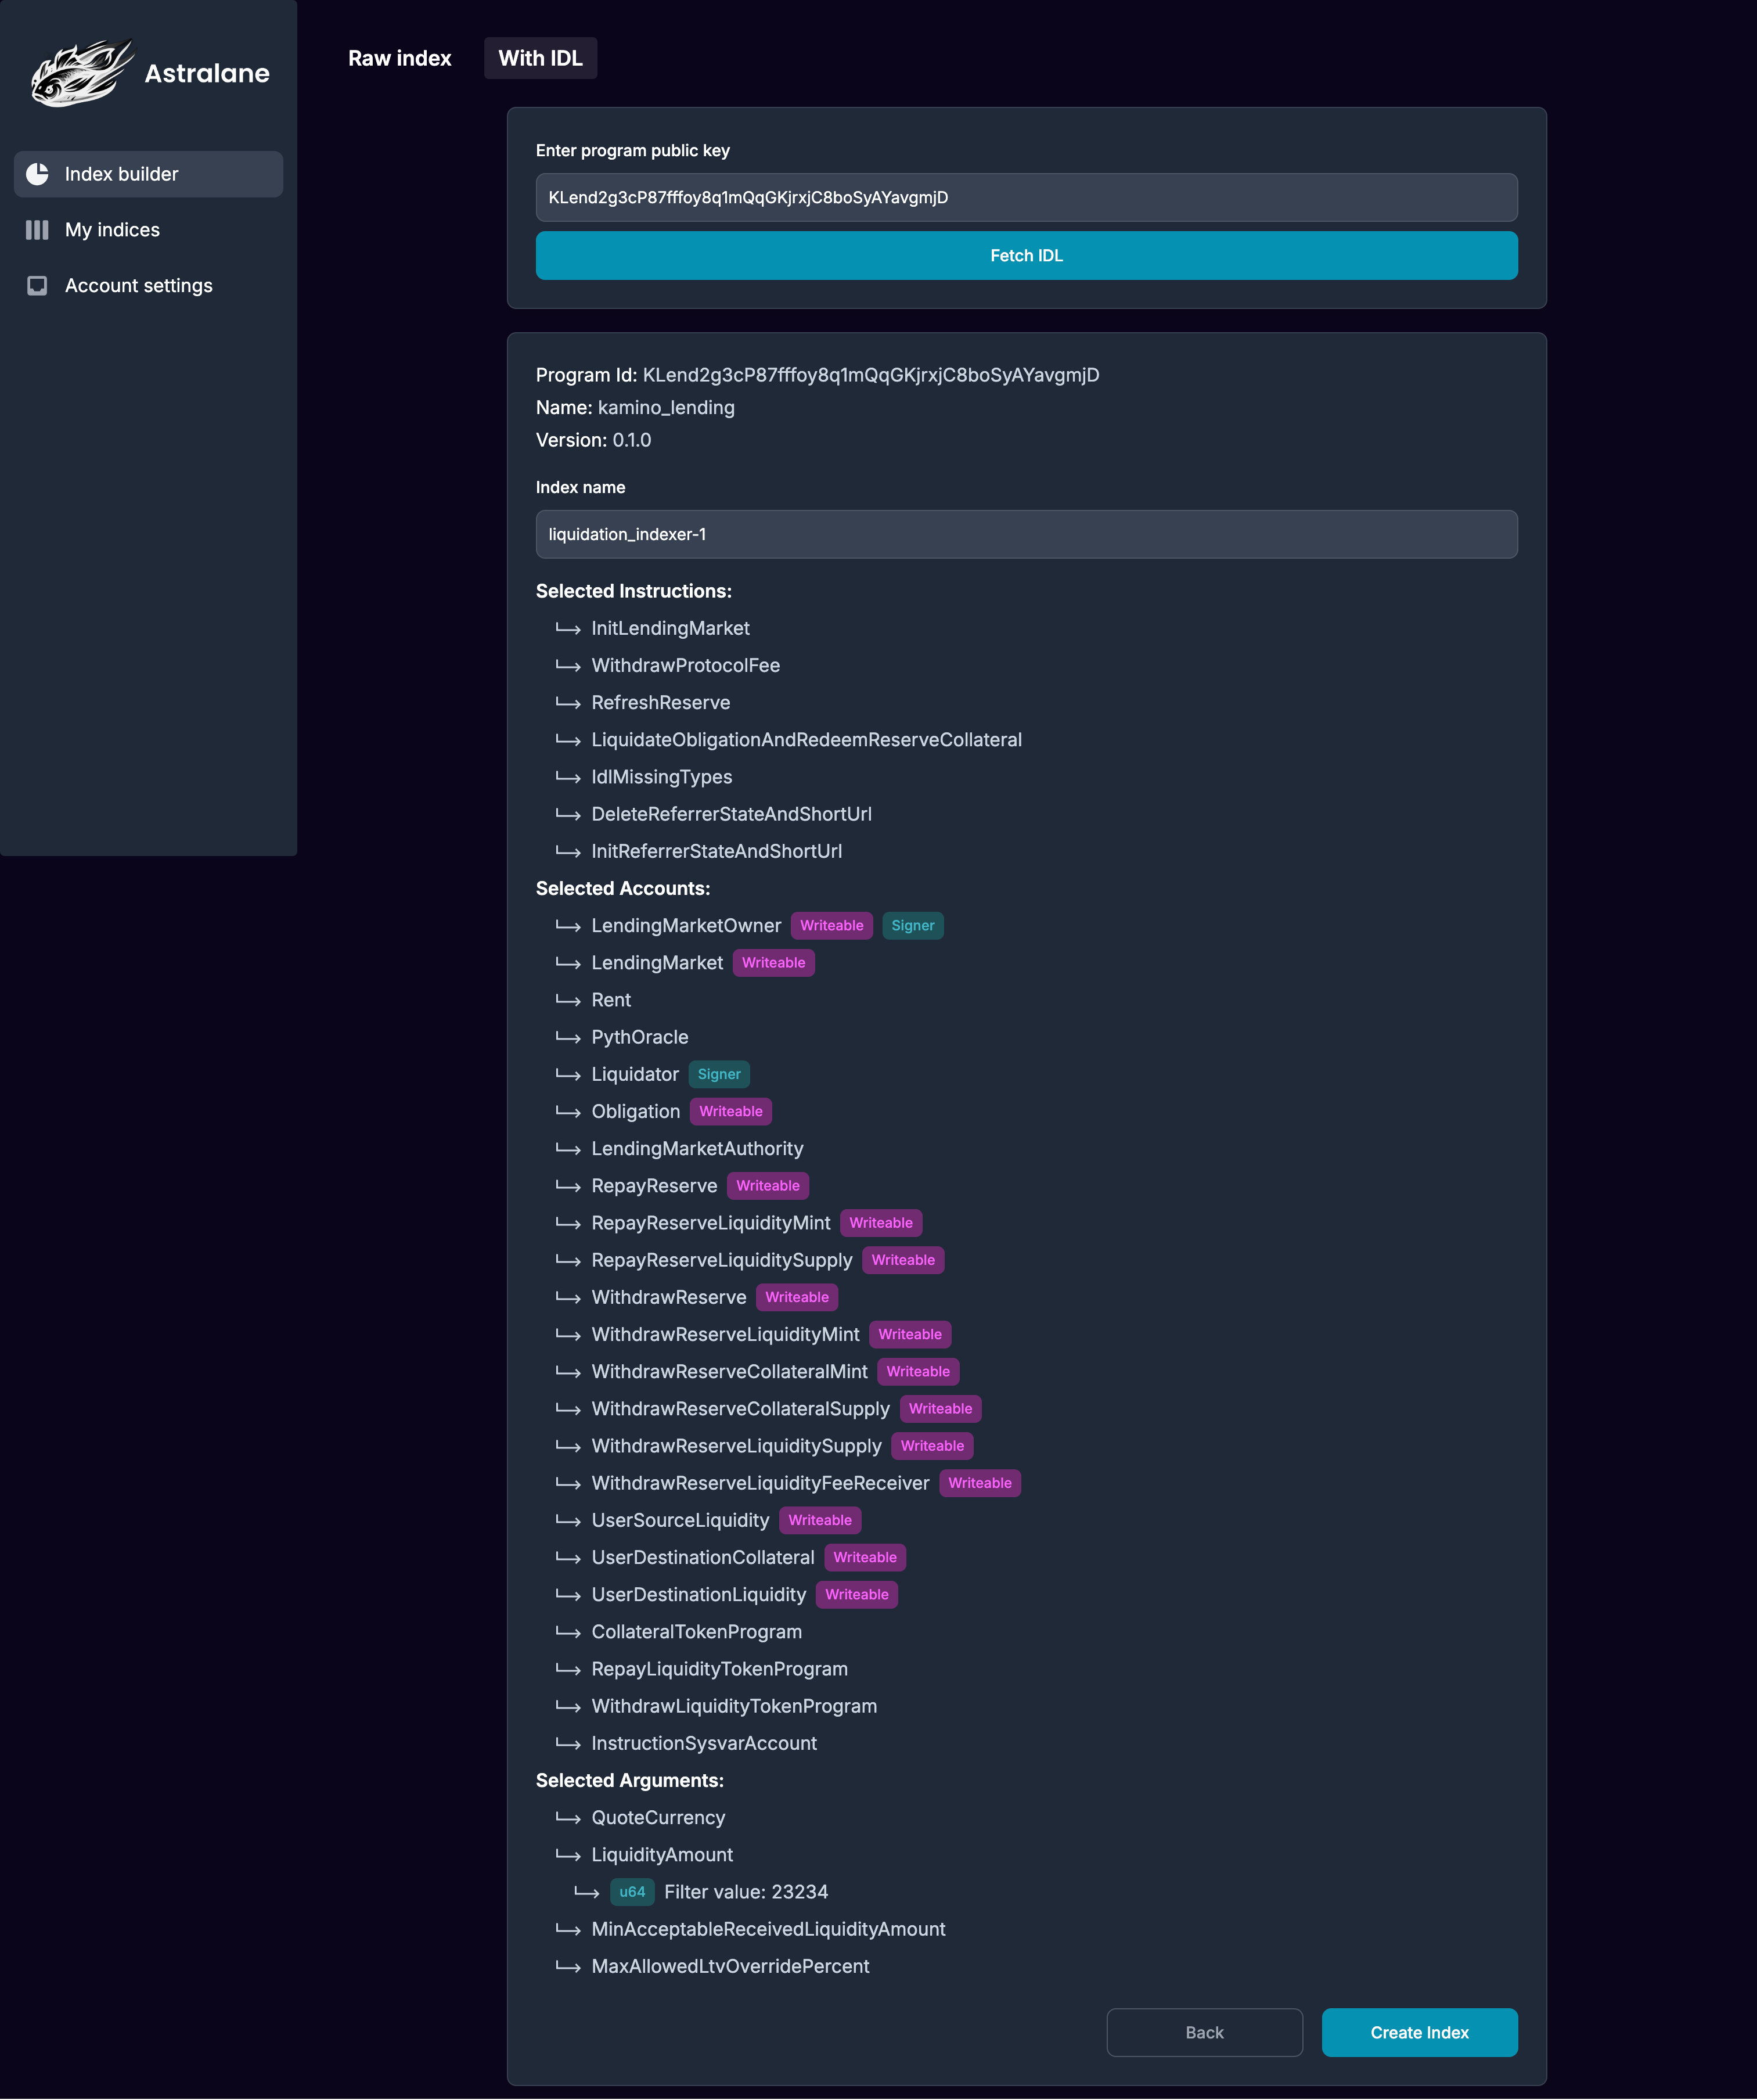 Astralane
Index builder
My indices
Account settings
Raw index
With IDL
Enter program public key
KLend2g3cP87fffoy8q1mQqGKjrxjC8boSyAYavgmjD
Fetch IDL
Program Id: KLend2g3cP87fffoy8q1mQqGKjrxjC8boSyAYavgmjD
Name: kamino_lending
Version: 0.1.0
Index name
liquidation_indexer-1
Selected Instructions:
InitLendingMarket
WithdrawProtocolFee
RefreshReserve
LiquidateObligationAndRedeemReserveCollateral
IdlMissingTypes
DeleteReferrerStateAndShortUrl
InitReferrerStateAndShortUrl
Selected Accounts:
LendingMarketOwner Writeable Signer
LendingMarket Writeable
Rent
PythOracle
Liquidator Signer
Obligation Writeable
LendingMarketAuthority
RepayReserve Writeable
RepayReserveLiquidityMint Writeable
RepayReserveLiquiditySupply Writeable
WithdrawReserve Writeable
WithdrawReserveLiquidityMint Writeable
WithdrawReserveCollateralMint Writeable
WithdrawReserveCollateralSupply Writeable
WithdrawReserveLiquiditySupply Writeable
WithdrawReserveLiquidityFeeReceiver Writeable
UserSourceLiquidity Writeable
UserDestinationCollateral Writeable
UserDestinationLiquidity Writeable
CollateralTokenProgram
RepayLiquidityTokenProgram
WithdrawLiquidityTokenProgram
InstructionSysvarAccount
Selected Arguments:
QuoteCurrency
LiquidityAmount
u64 Filter value: 23234
MinAcceptableReceivedLiquidityAmount
MaxAllowedLtvOverridePercent
Back
Create Index